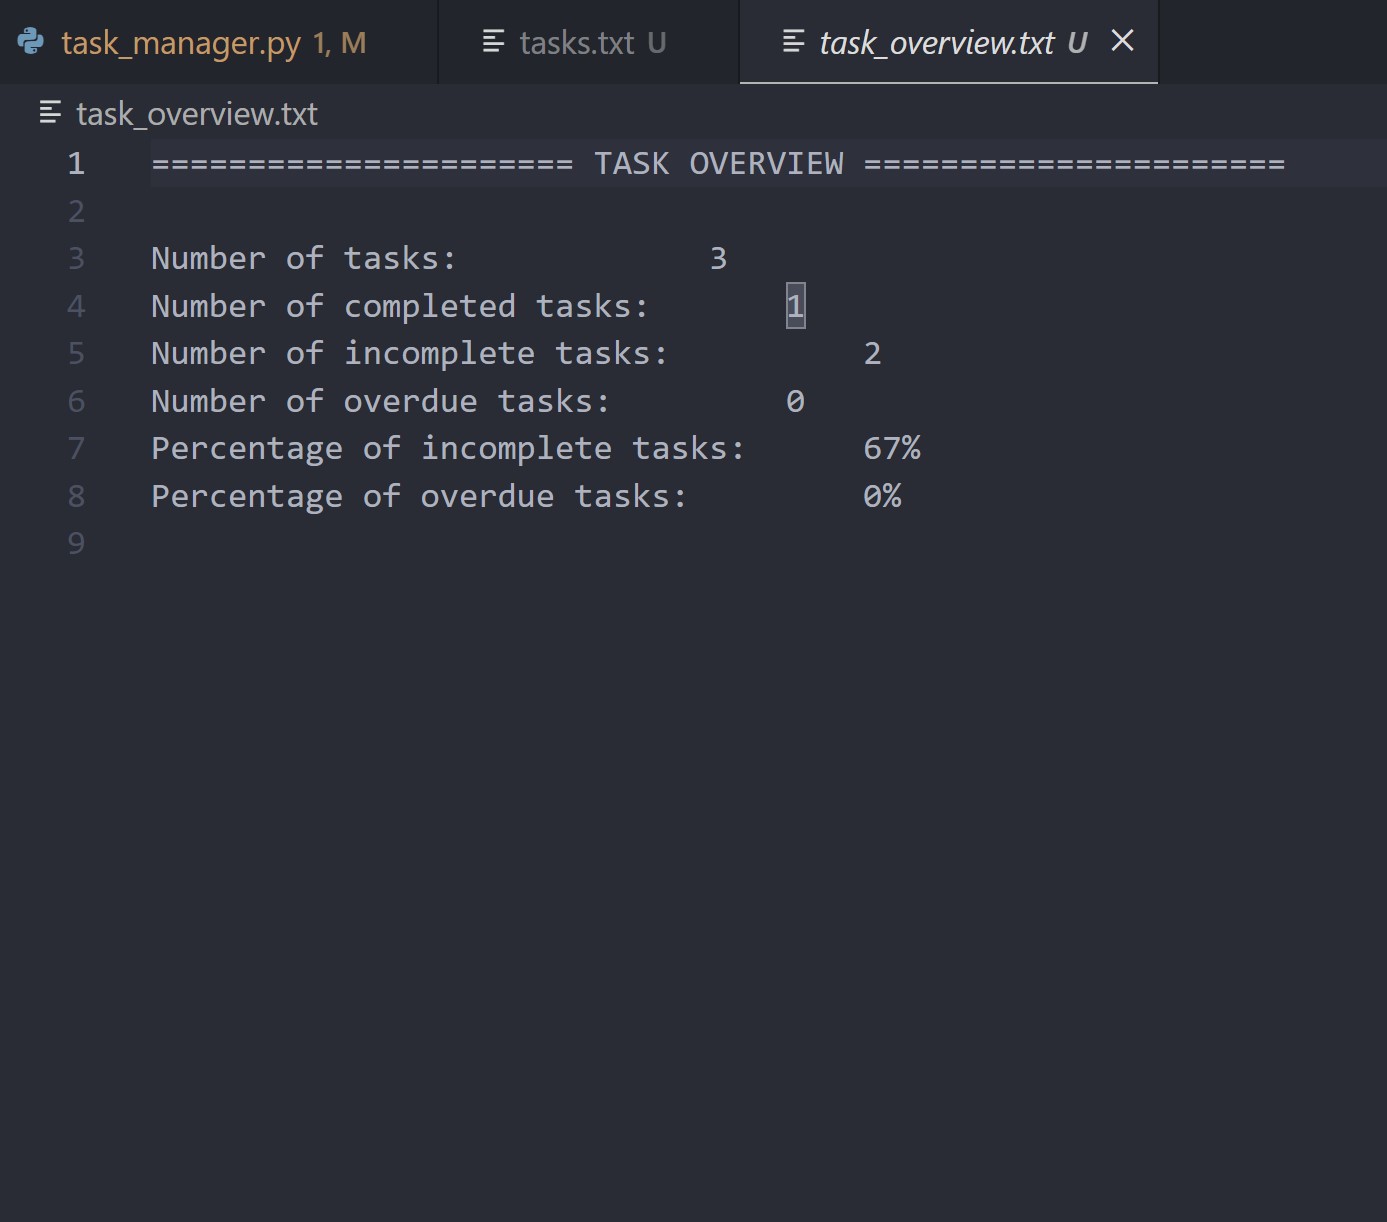 task_manager.py 1, M
tasks.txt U
task_overview.txt U
task_overview.txt
1 ====================== TASK OVERVIEW ======================
2
3 Number of tasks: 3
4 Number of completed tasks: 1
5 Number of incomplete tasks: 2
6 Number of overdue tasks: 0
7 Percentage of incomplete tasks: 67%
8 Percentage of overdue tasks: 0%
9